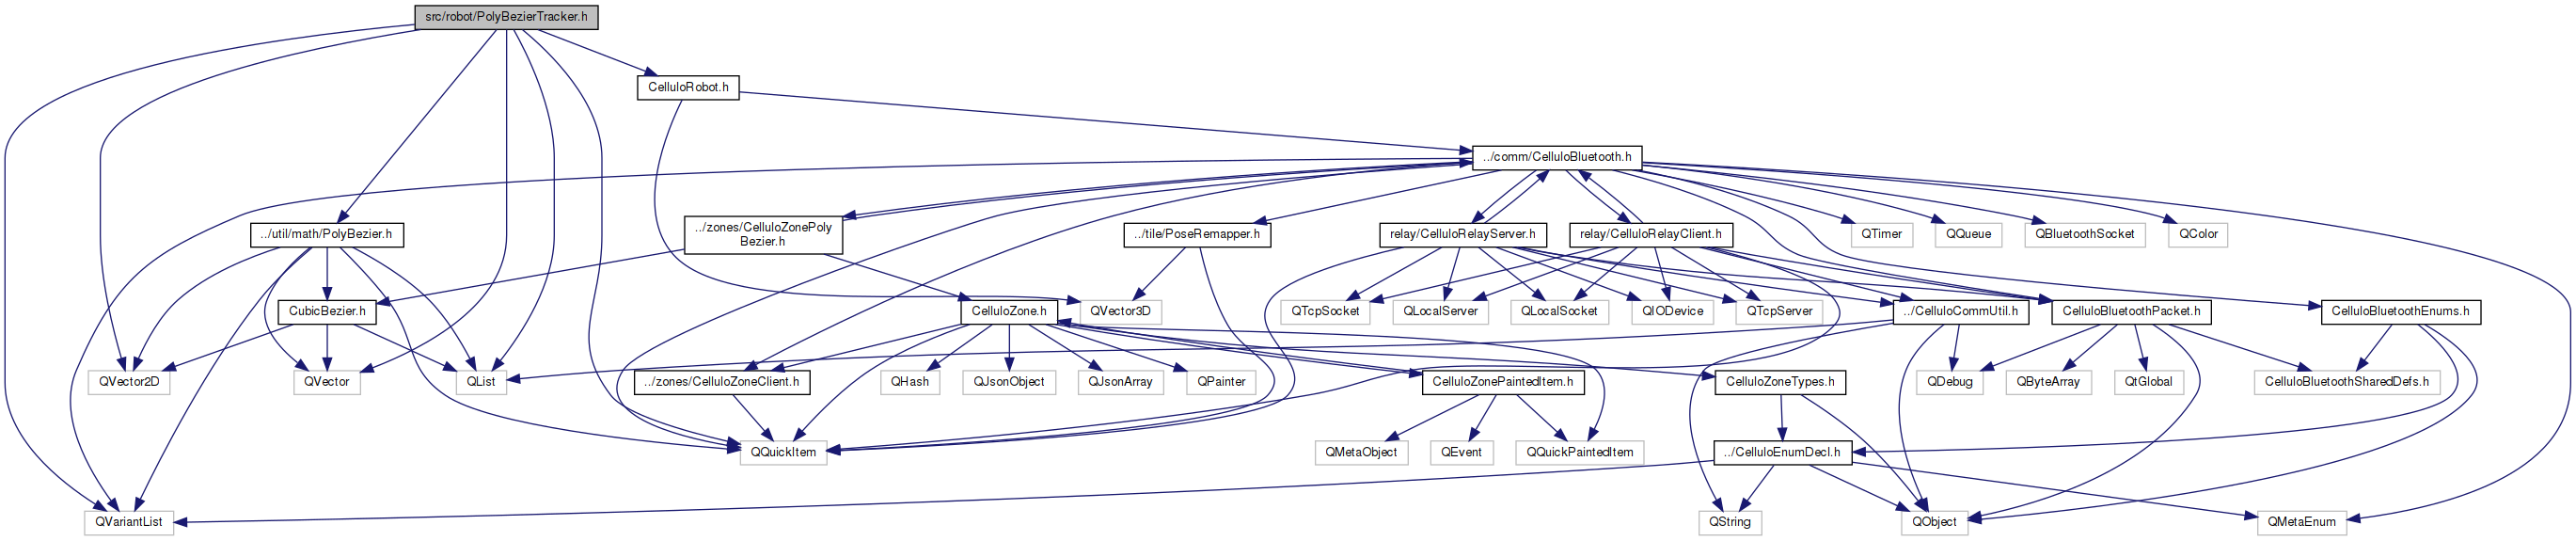 src/robot/PolyBezierTracker.h
CelluloRobot.h
../comm/CelluloBluetooth.h
../util/math/PolyBezier.h
../zones/CelluloZonePoly
Bezier.h
../tile/PoseRemapper.h
relay/CelluloRelayServer.h
relay/CelluloRelayClient.h
QTimer
QQueue
QBluetoothSocket
QColor
CubicBezier.h
QVector3D
CelluloZone.h
QTcpSocket
QLocalServer
QLocalSocket
QIODevice
QTcpServer
../CelluloCommUtil.h
CelluloBluetoothPacket.h
CelluloBluetoothEnums.h
QVector2D
QVector
QList
../zones/CelluloZoneClient.h
QHash
QJsonObject
QJsonArray
QPainter
CelluloZonePaintedItem.h
CelluloZoneTypes.h
QDebug
QByteArray
QtGlobal
CelluloBluetoothSharedDefs.h
QQuickItem
QMetaObject
QEvent
QQuickPaintedItem
../CelluloEnumDecl.h
QVariantList
QString
QObject
QMetaEnum